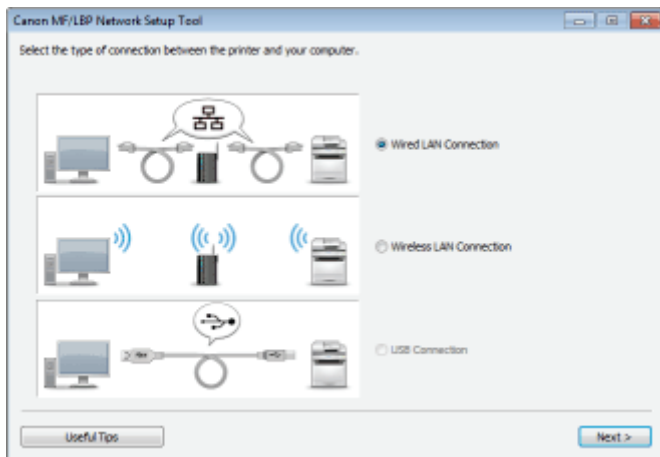 Canon MF/LBP Network Setup Tool
Select the type of connection between the printer and your computer.
Wired LAN Connection
Wireless LAN Connection
USB Connection
Useful Tips
Next >